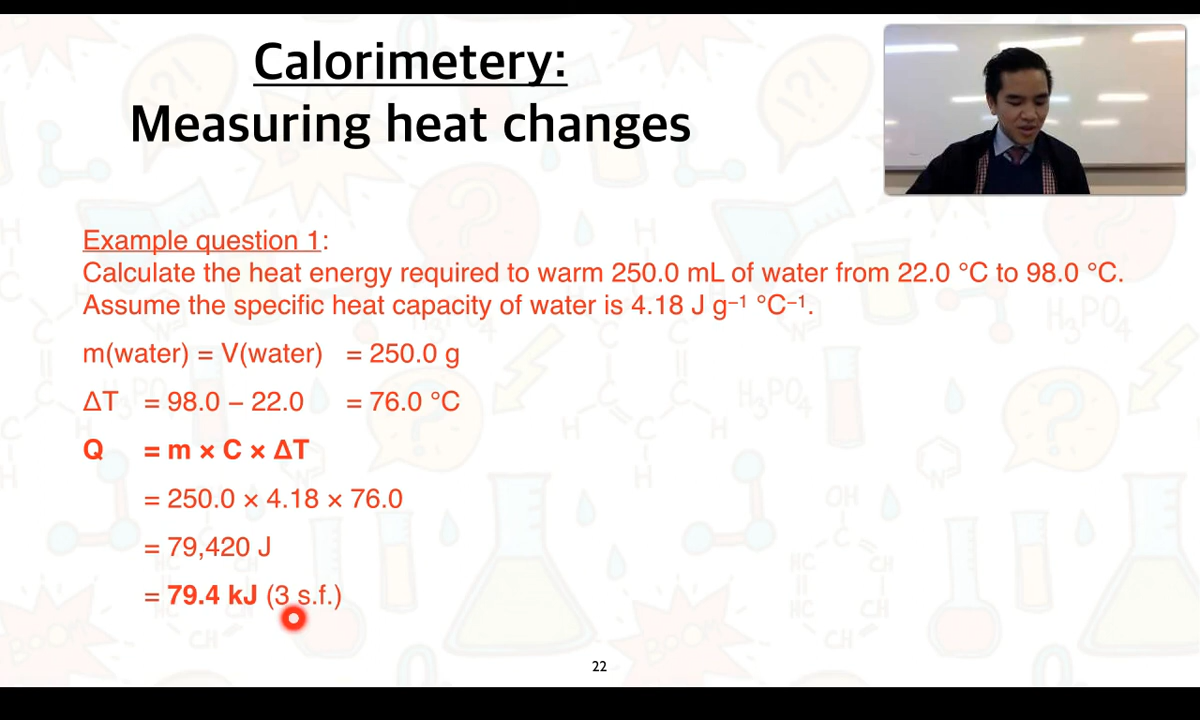 Calorimetery:
Measuring heat changes
Example question 1:
Calculate the heat energy required to warm 250.0 mL of water from 22.0 °C to 98.0 °C.
Assume the specific heat capacity of water is 4.18 J g⁻¹ °C⁻¹.
m(water) = V(water) = 250.0 g
ΔT = 98.0 – 22.0 = 76.0 °C
Q = m × C × ΔT
= 250.0 × 4.18 × 76.0
= 79,420 J
= 79.4 kJ (3 s.f.)
22